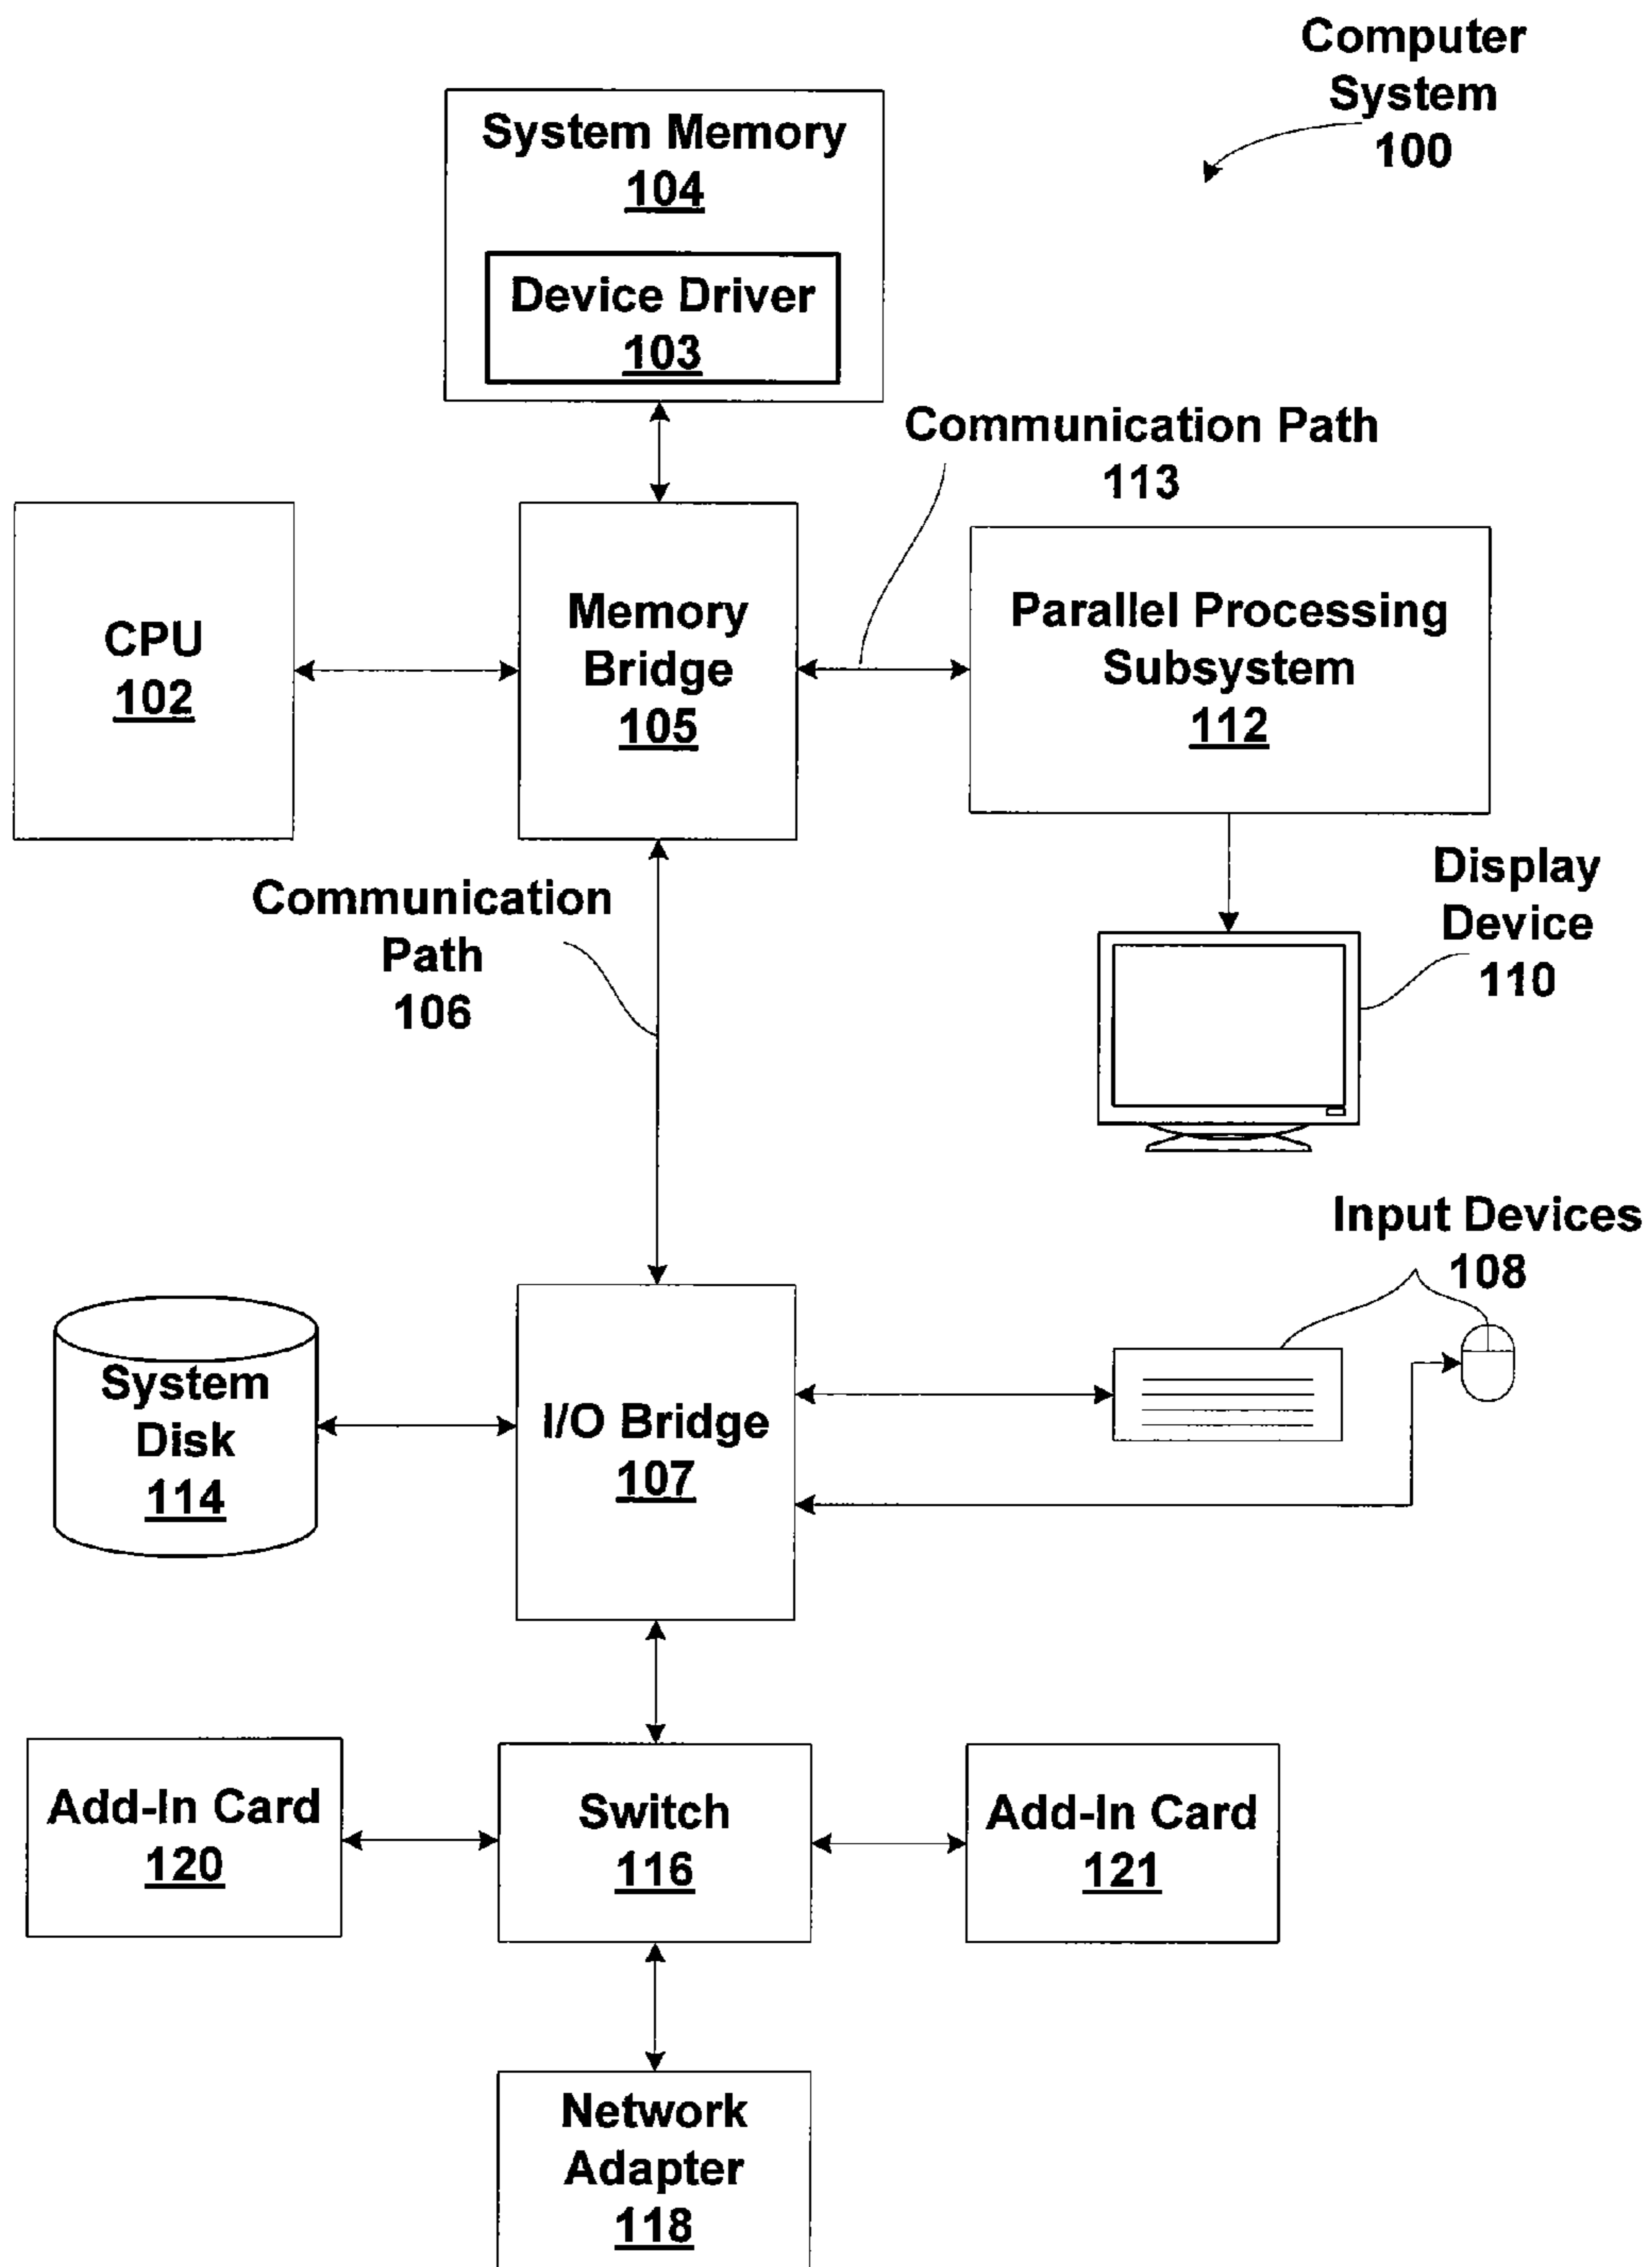 Computer
System
100
System Memory
104
Device Driver
103
Communication Path
113
CPU
102
Memory
Bridge
105
Parallel Processing
Subsystem
112
Communication
Path
106
Display
Device
110
Input Devices
108
System
Disk
114
I/O Bridge
107
Add-In Card
120
Switch
116
Add-In Card
121
Network
Adapter
118